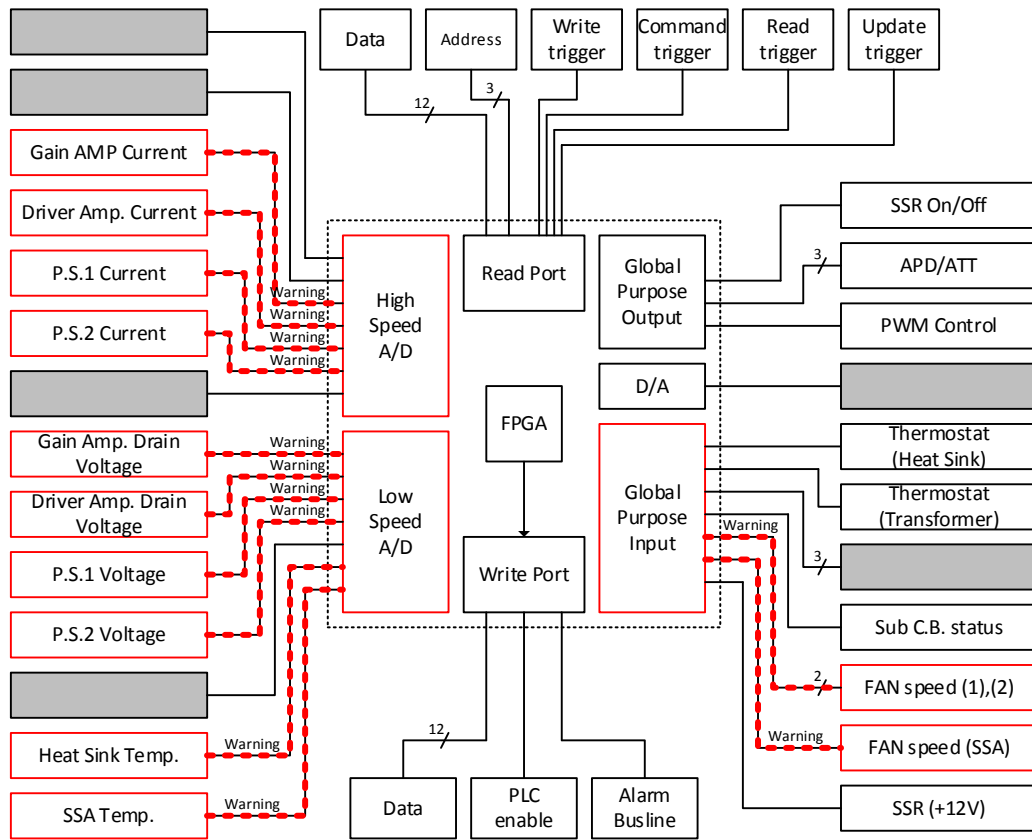 Data
Address
Write
trigger
Command
trigger
Read
trigger
Update
trigger
12
3
Gain AMP Current
Driver Amp. Current
P.S.1 Current
P.S.2 Current
Warning
Warning
Warning
Warning
High
Speed
A/D
Read Port
Global
Purpose
Output
SSR On/Off
3
APD/ATT
PWM Control
D/A
FPGA
Gain Amp. Drain
Voltage
Driver Amp. Drain
Voltage
P.S.1 Voltage
P.S.2 Voltage
Heat Sink Temp.
SSA Temp.
Warning
Warning
Warning
Warning
Warning
Warning
Low
Speed
A/D
Write Port
Global
Purpose
Input
Thermostat
(Heat Sink)
Thermostat
(Transformer)
3
Sub C.B. status
Warning
2
FAN speed (1),(2)
Warning
FAN speed (SSA)
SSR (+12V)
12
Data
PLC
enable
Alarm
Busline